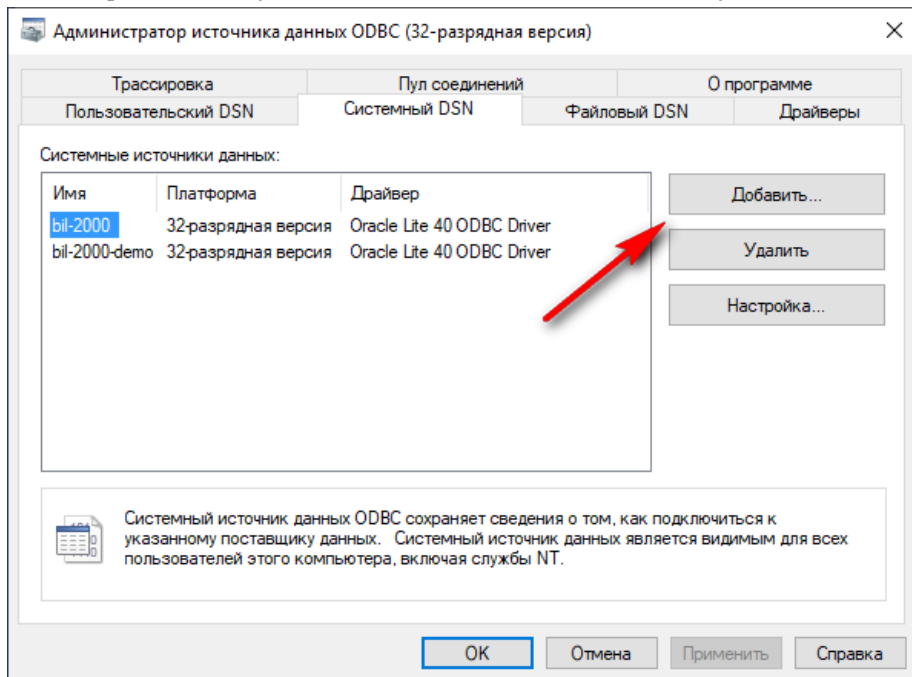 Администратор источника данных ODBC (32-разрядная версия)
Трассировка
Пул соединений
О программе
Пользовательский DSN
Системный DSN
Файловый DSN
Драйверы
Системные источники данных:
Имя
Платформа
Драйвер
bil-2000
32-разрядная версия
Oracle Lite 40 ODBC Driver
bil-2000-demo
32-разрядная версия
Oracle Lite 40 ODBC Driver
Добавить...
Удалить
Настройка...
Системный источник данных ODBC сохраняет сведения о том, как подключиться к
указанному поставщику данных. Системный источник данных является видимым для всех
пользователей этого компьютера, включая службы NT.
OK
Отмена
Применить
Справка